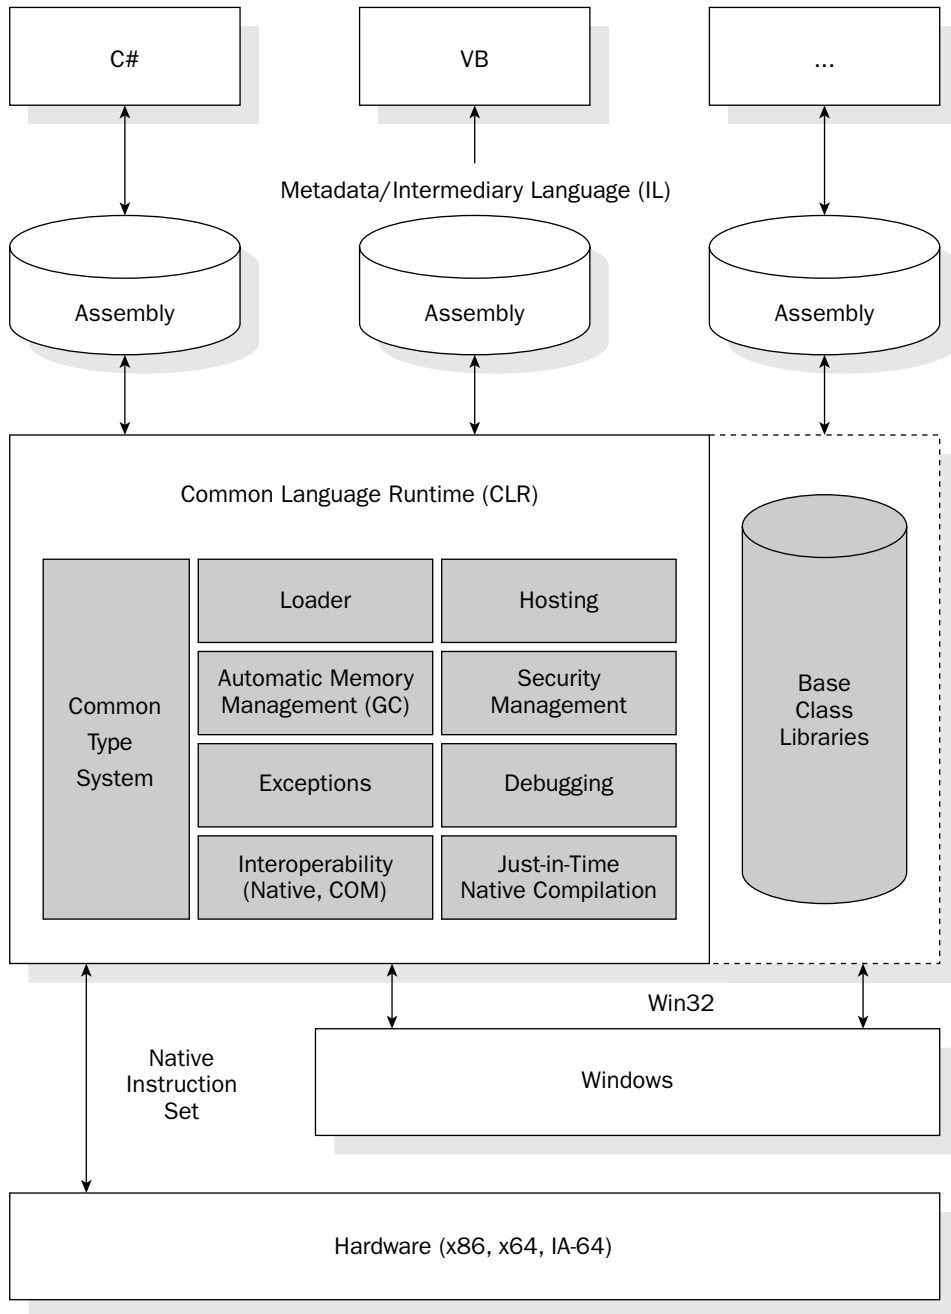 C#
VB
...
Metadata/Intermediary Language (IL)
Assembly
Assembly
Assembly
Common Language Runtime (CLR)
Common
Type
System
Loader
Hosting
Automatic Memory
Management (GC)
Security
Management
Exceptions
Debugging
Interoperability
(Native, COM)
Just-in-Time
Native Compilation
Base
Class
Libraries
Win32
Native
Instruction
Set
Windows
Hardware (x86, x64, IA-64)